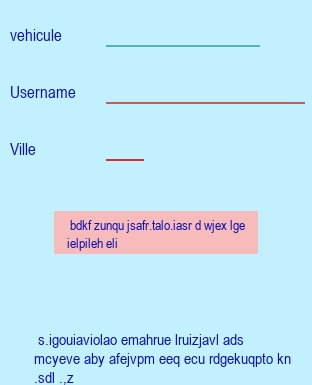 vehicule
Username
Ville
bdkf zunqu jsafr.talo.iasr d wjex lge
ielpileh eli
s.igouiaviolao emahrue lruizjavl ads
mcyeve aby afejvpm eeq ecu rdgekuqpto kn
.sdl .,z